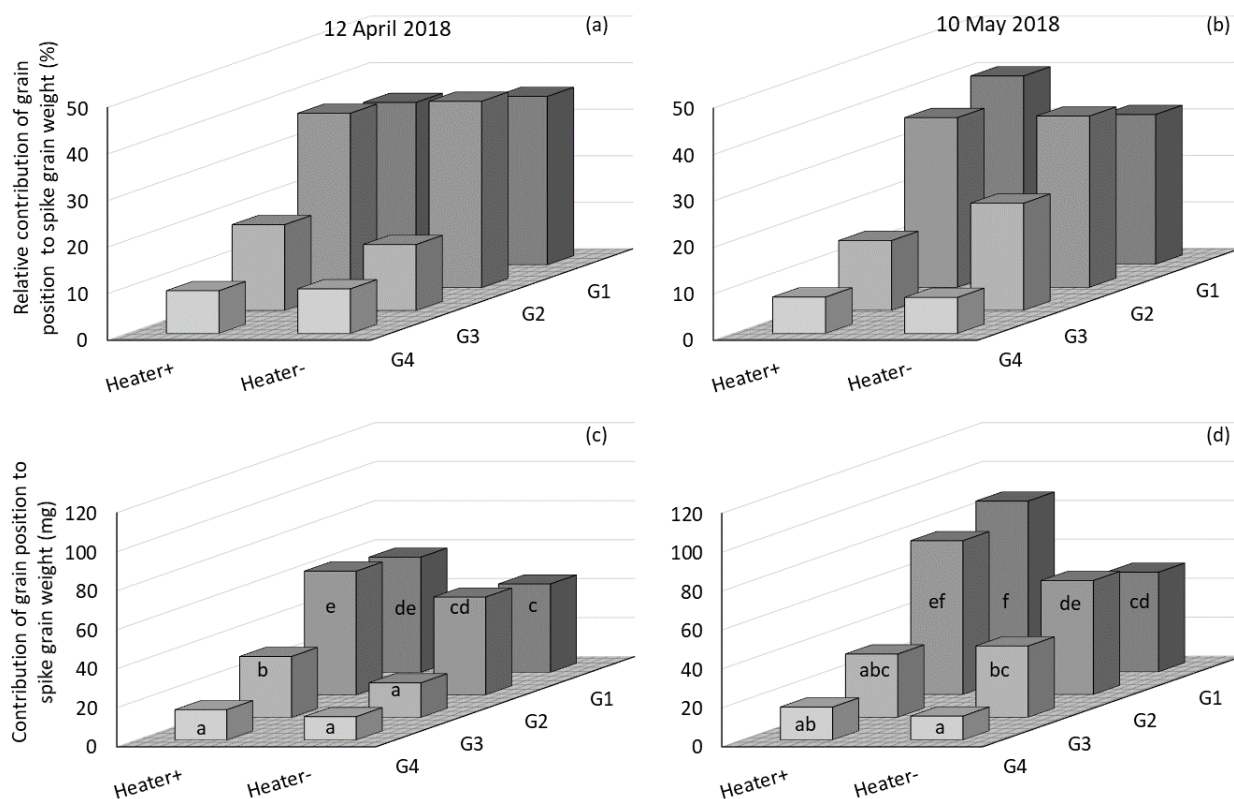 12 April 2018
(a)
Relative contribution of grain
position to spike grain weight (%)
50
40
30
20
10
0
Heater+
Heater-
G4
G3
G2
G1
10 May 2018
(b)
50
40
30
20
10
0
Heater+
Heater-
G4
G3
G2
G1
(c)
Contribution of grain position to
spike grain weight (mg)
120
100
80
60
40
20
0
e
de
cd
c
b
a
a
a
Heater+
Heater-
G4
G3
G2
G1
(d)
120
100
80
60
40
20
0
ef
f
de
cd
abc
bc
ab
a
Heater+
Heater-
G4
G3
G2
G1